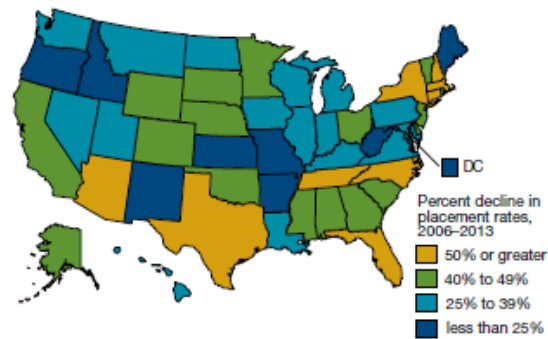 DC
Percent decline in
placement rates,
2006–2013
50% or greater
40% to 49%
25% to 39%
less than 25%